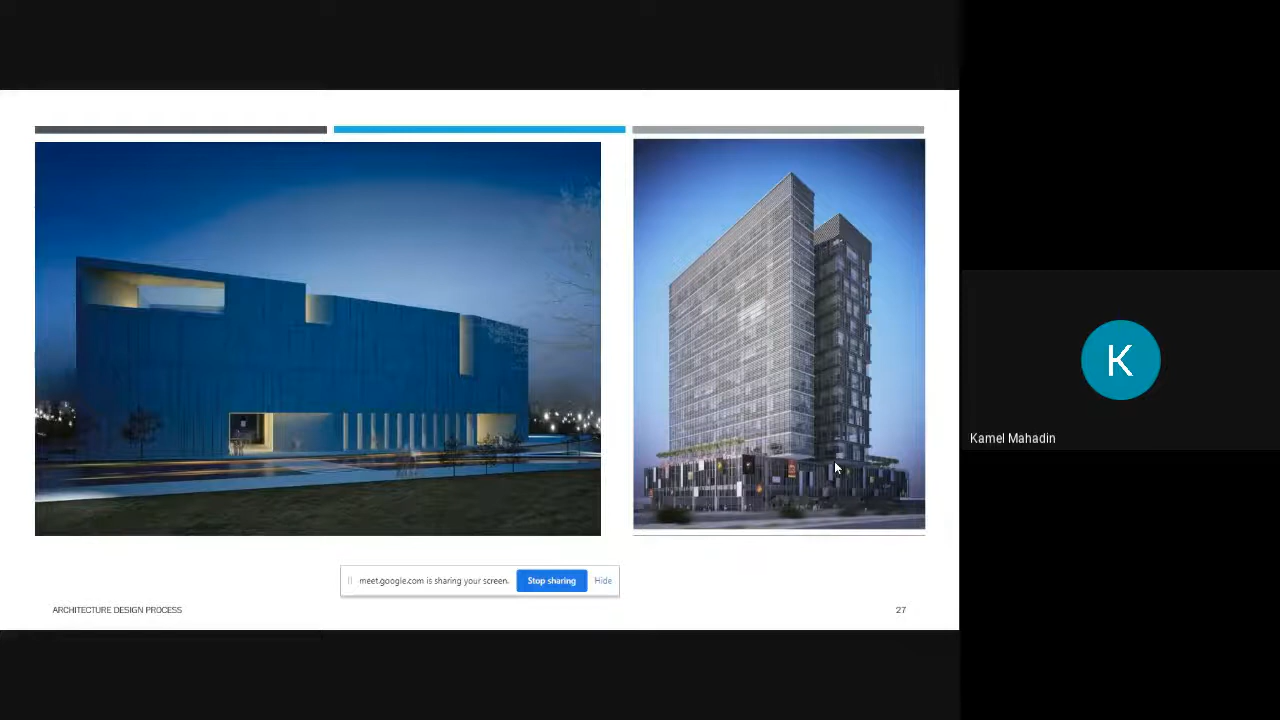 meet.google.com is sharing your screen.
Stop sharing
Hide
ARCHITECTURE DESIGN PROCESS
27
K
Kamel Mahadin